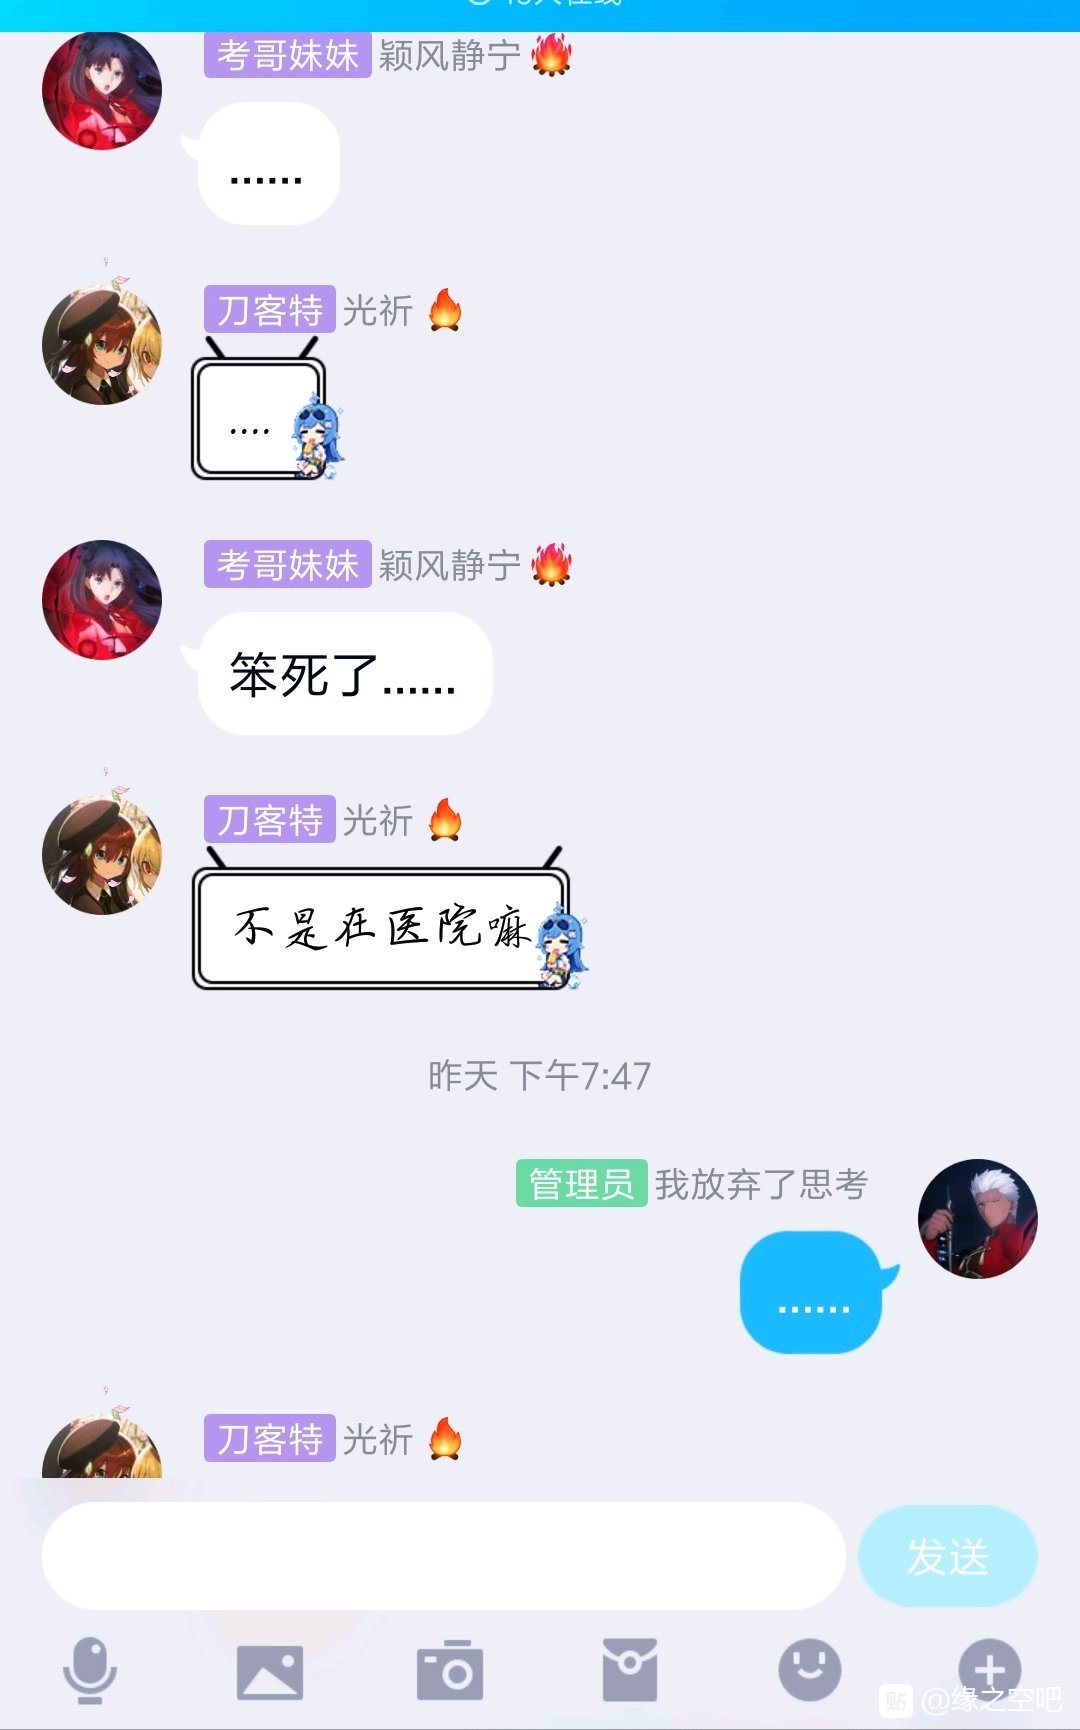 考哥妹妹 颖风静宁
......
刀客特 光祈
....
考哥妹妹 颖风静宁
笨死了......
刀客特 光祈
不是在医院嘛
昨天 下午7:47
管理员 我放弃了思考
......
刀客特 光祈
发送
贴 @缘之空吧